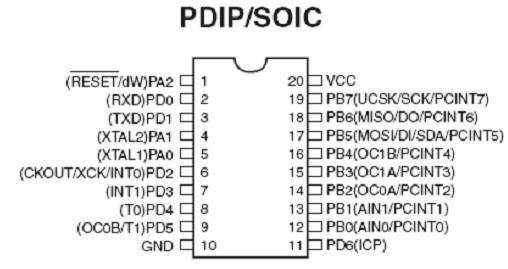 PDIP/SOIC
(RESET/dW)PA2 1 20 VCC
(RXD)PD0 2 19 PB7(UCSK/SCK/PCINT7)
(TXD)PD1 3 18 PB6(MISO/DO/PCINT6)
(XTAL2)PA1 4 17 PB5(MOSI/DI/SDA/PCINT5)
(XTAL1)PA0 5 16 PB4(OC1B/PCINT4)
(CKOUT/XCK/INT0)PD2 6 15 PB3(OC1A/PCINT3)
(INT1)PD3 7 14 PB2(OC0A/PCINT2)
(T0)PD4 8 13 PB1(AIN1/PCINT1)
(OC0B/T1)PD5 9 12 PB0(AIN0/PCINT0)
GND 10 11 PD6(ICP)